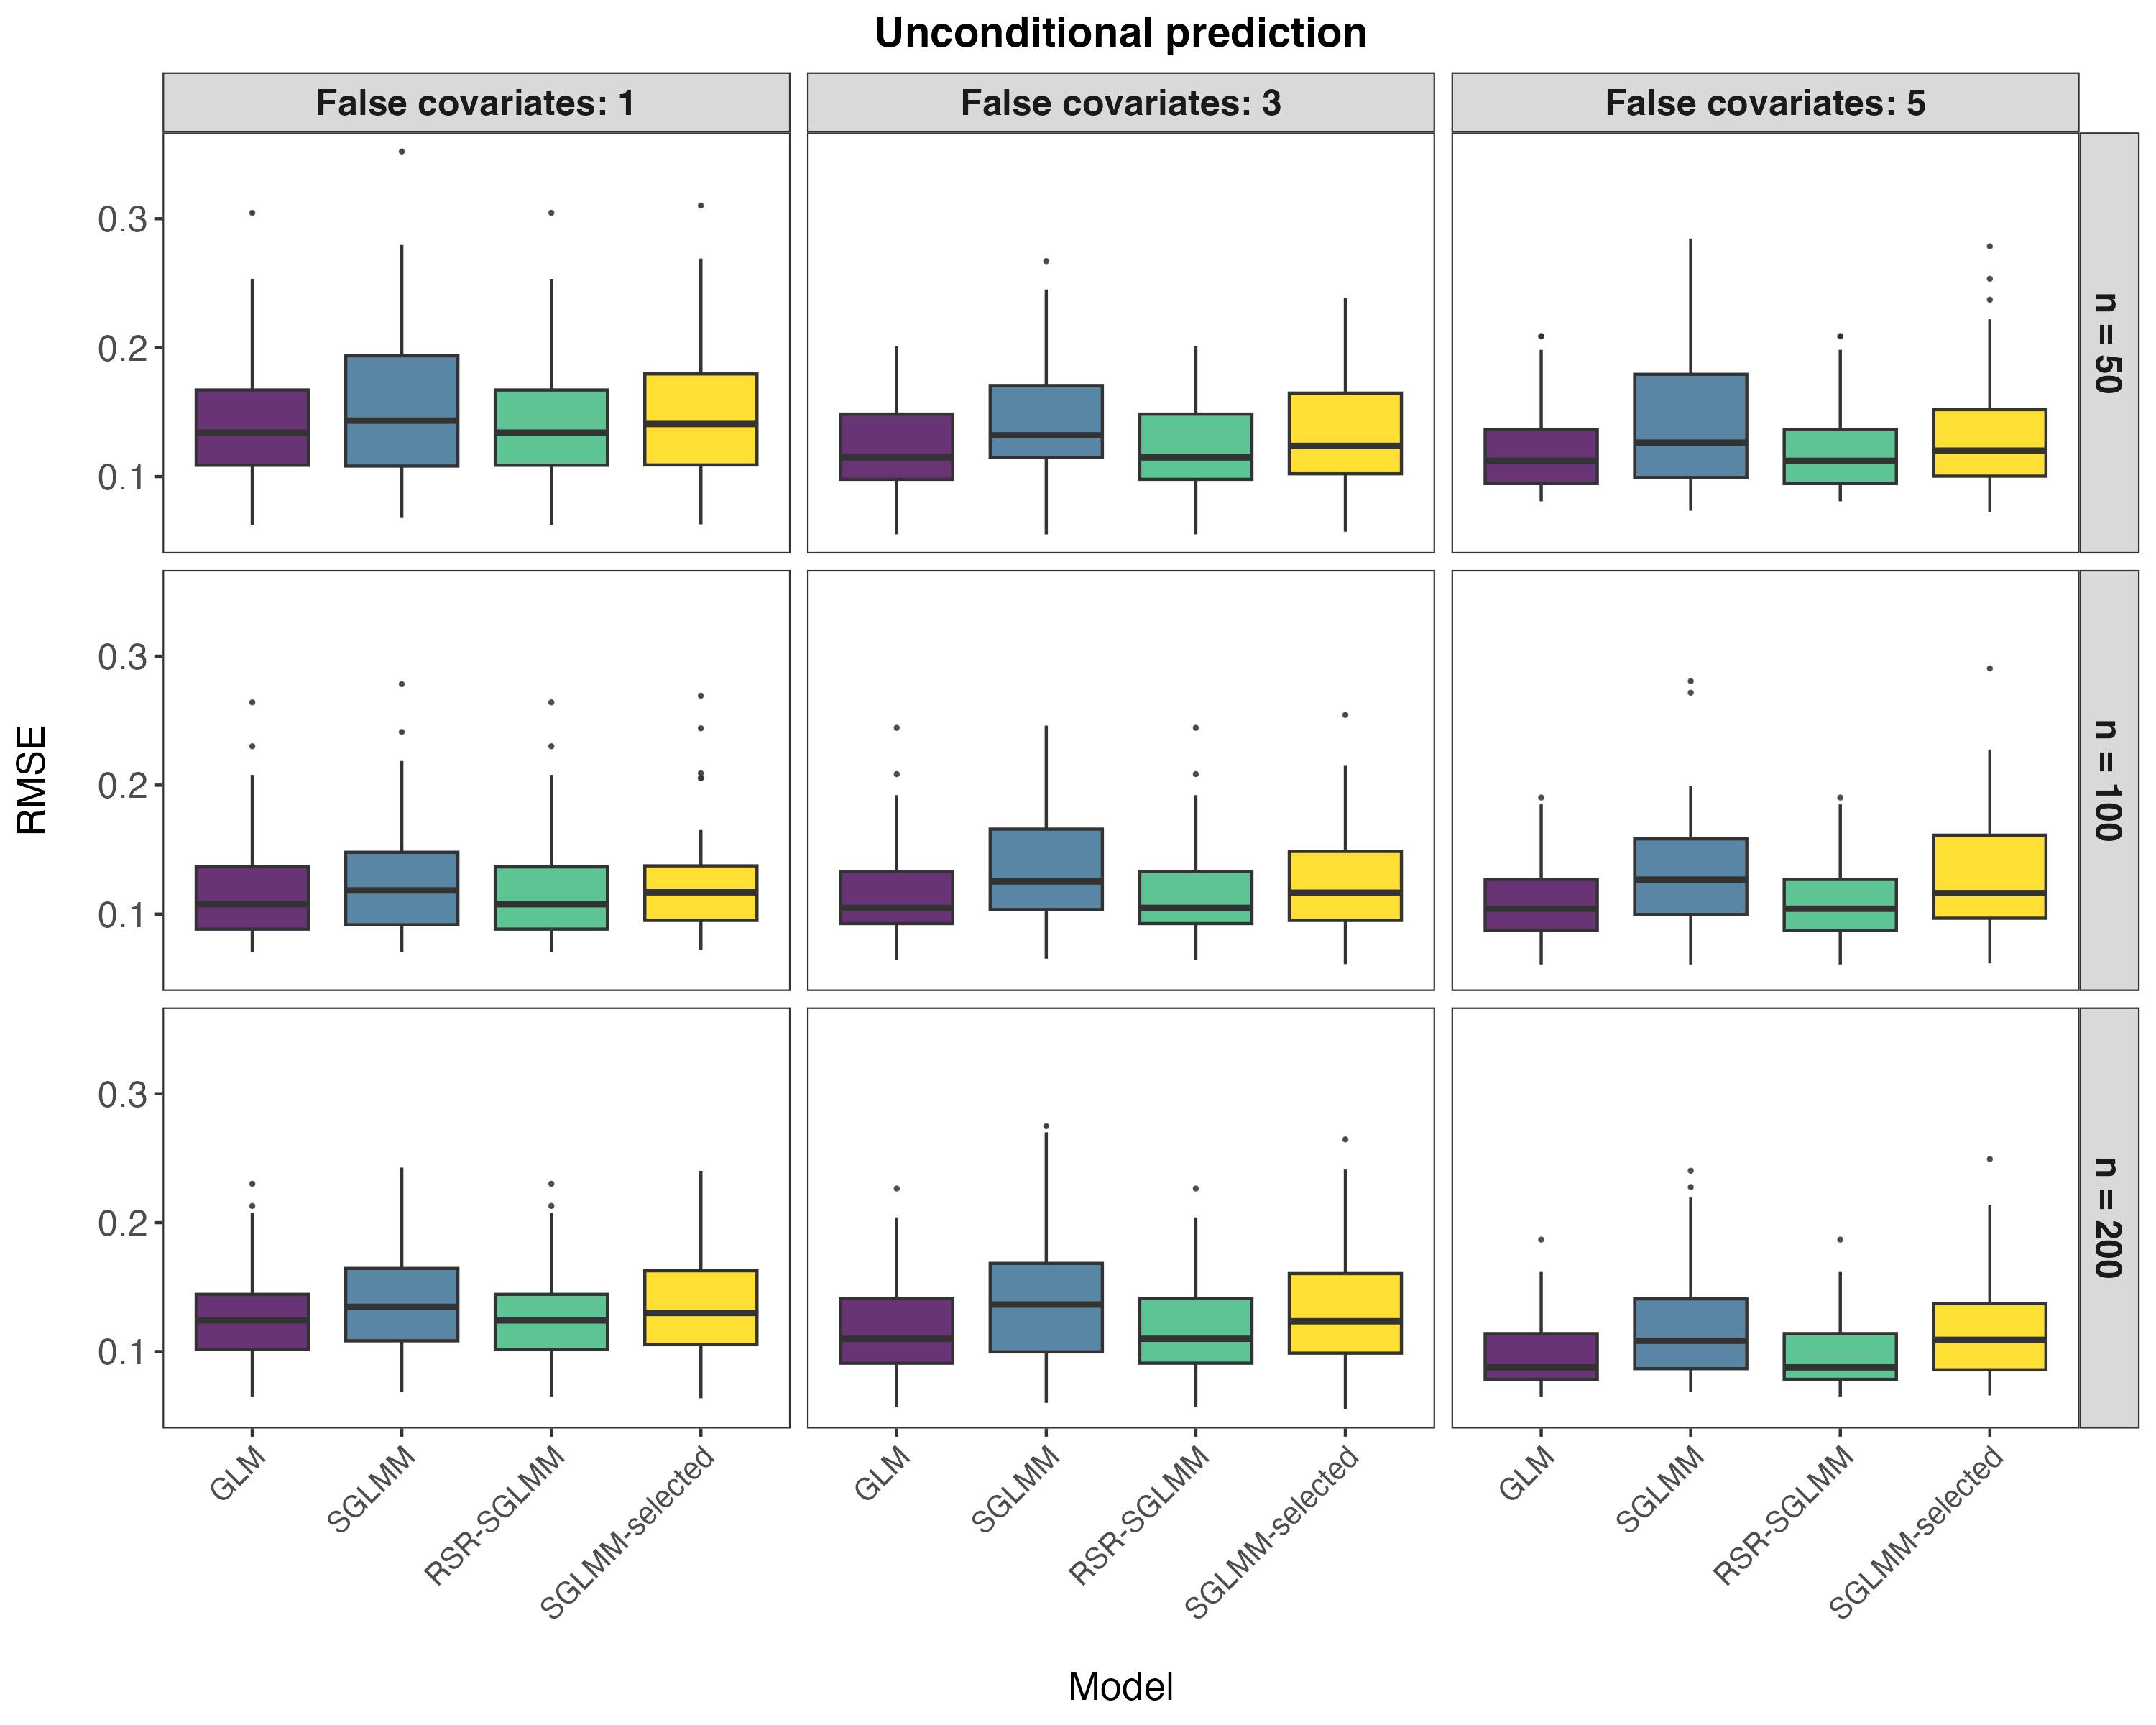 Unconditional prediction
False covariates: 1
False covariates: 3
False covariates: 5
RMSE
0.3
0.2
0.1
n = 50
0.3
0.2
0.1
n = 100
0.3
0.2
0.1
n = 200
GLM
SGLMM
RSR-SGLMM
SGLMM-selected
GLM
SGLMM
RSR-SGLMM
SGLMM-selected
GLM
SGLMM
RSR-SGLMM
SGLMM-selected
Model